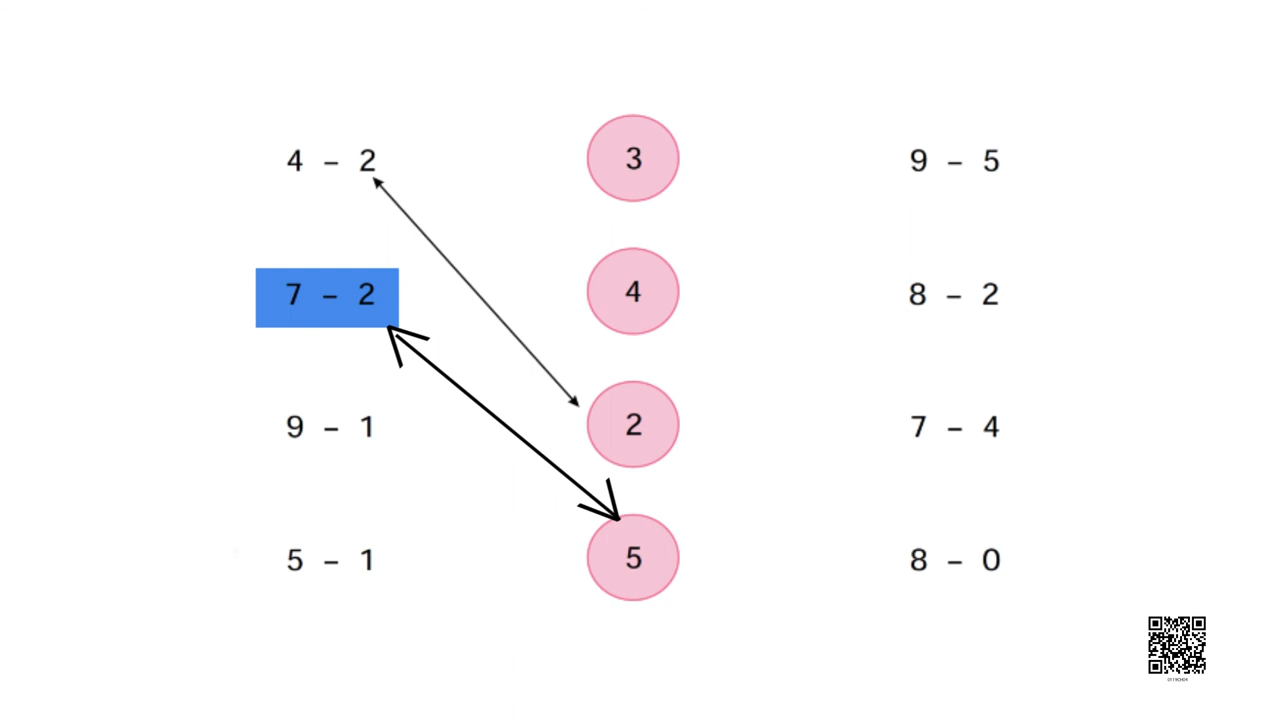 4 – 2 3 9 – 5
7 – 2 4 8 – 2
9 – 1 2 7 – 4
5 – 1 5 8 – 0